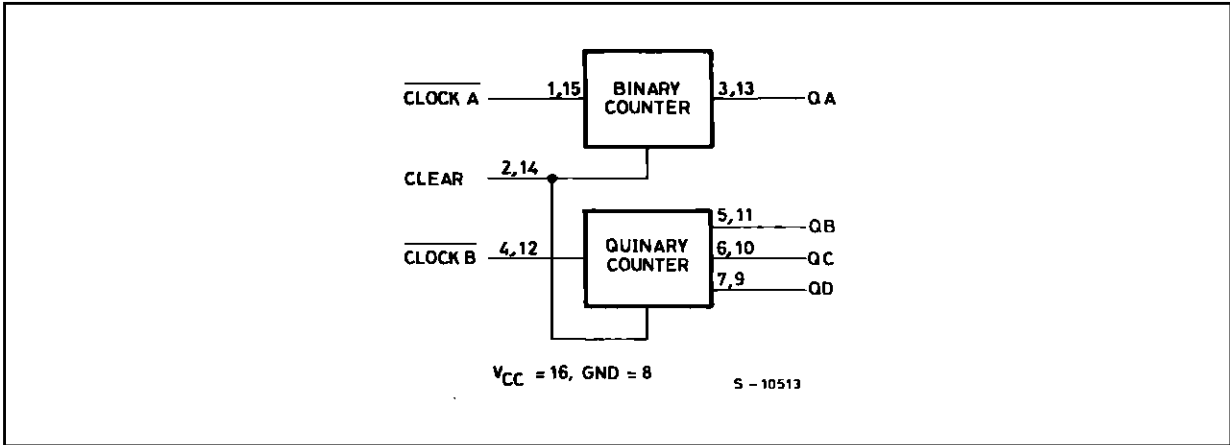 CLOCK A
1,15
BINARY
COUNTER
3,13
QA
CLEAR
2,14
CLOCK B
4,12
QUINARY
COUNTER
5,11
QB
6,10
QC
7,9
QD
VCC = 16, GND = 8
S - 10513